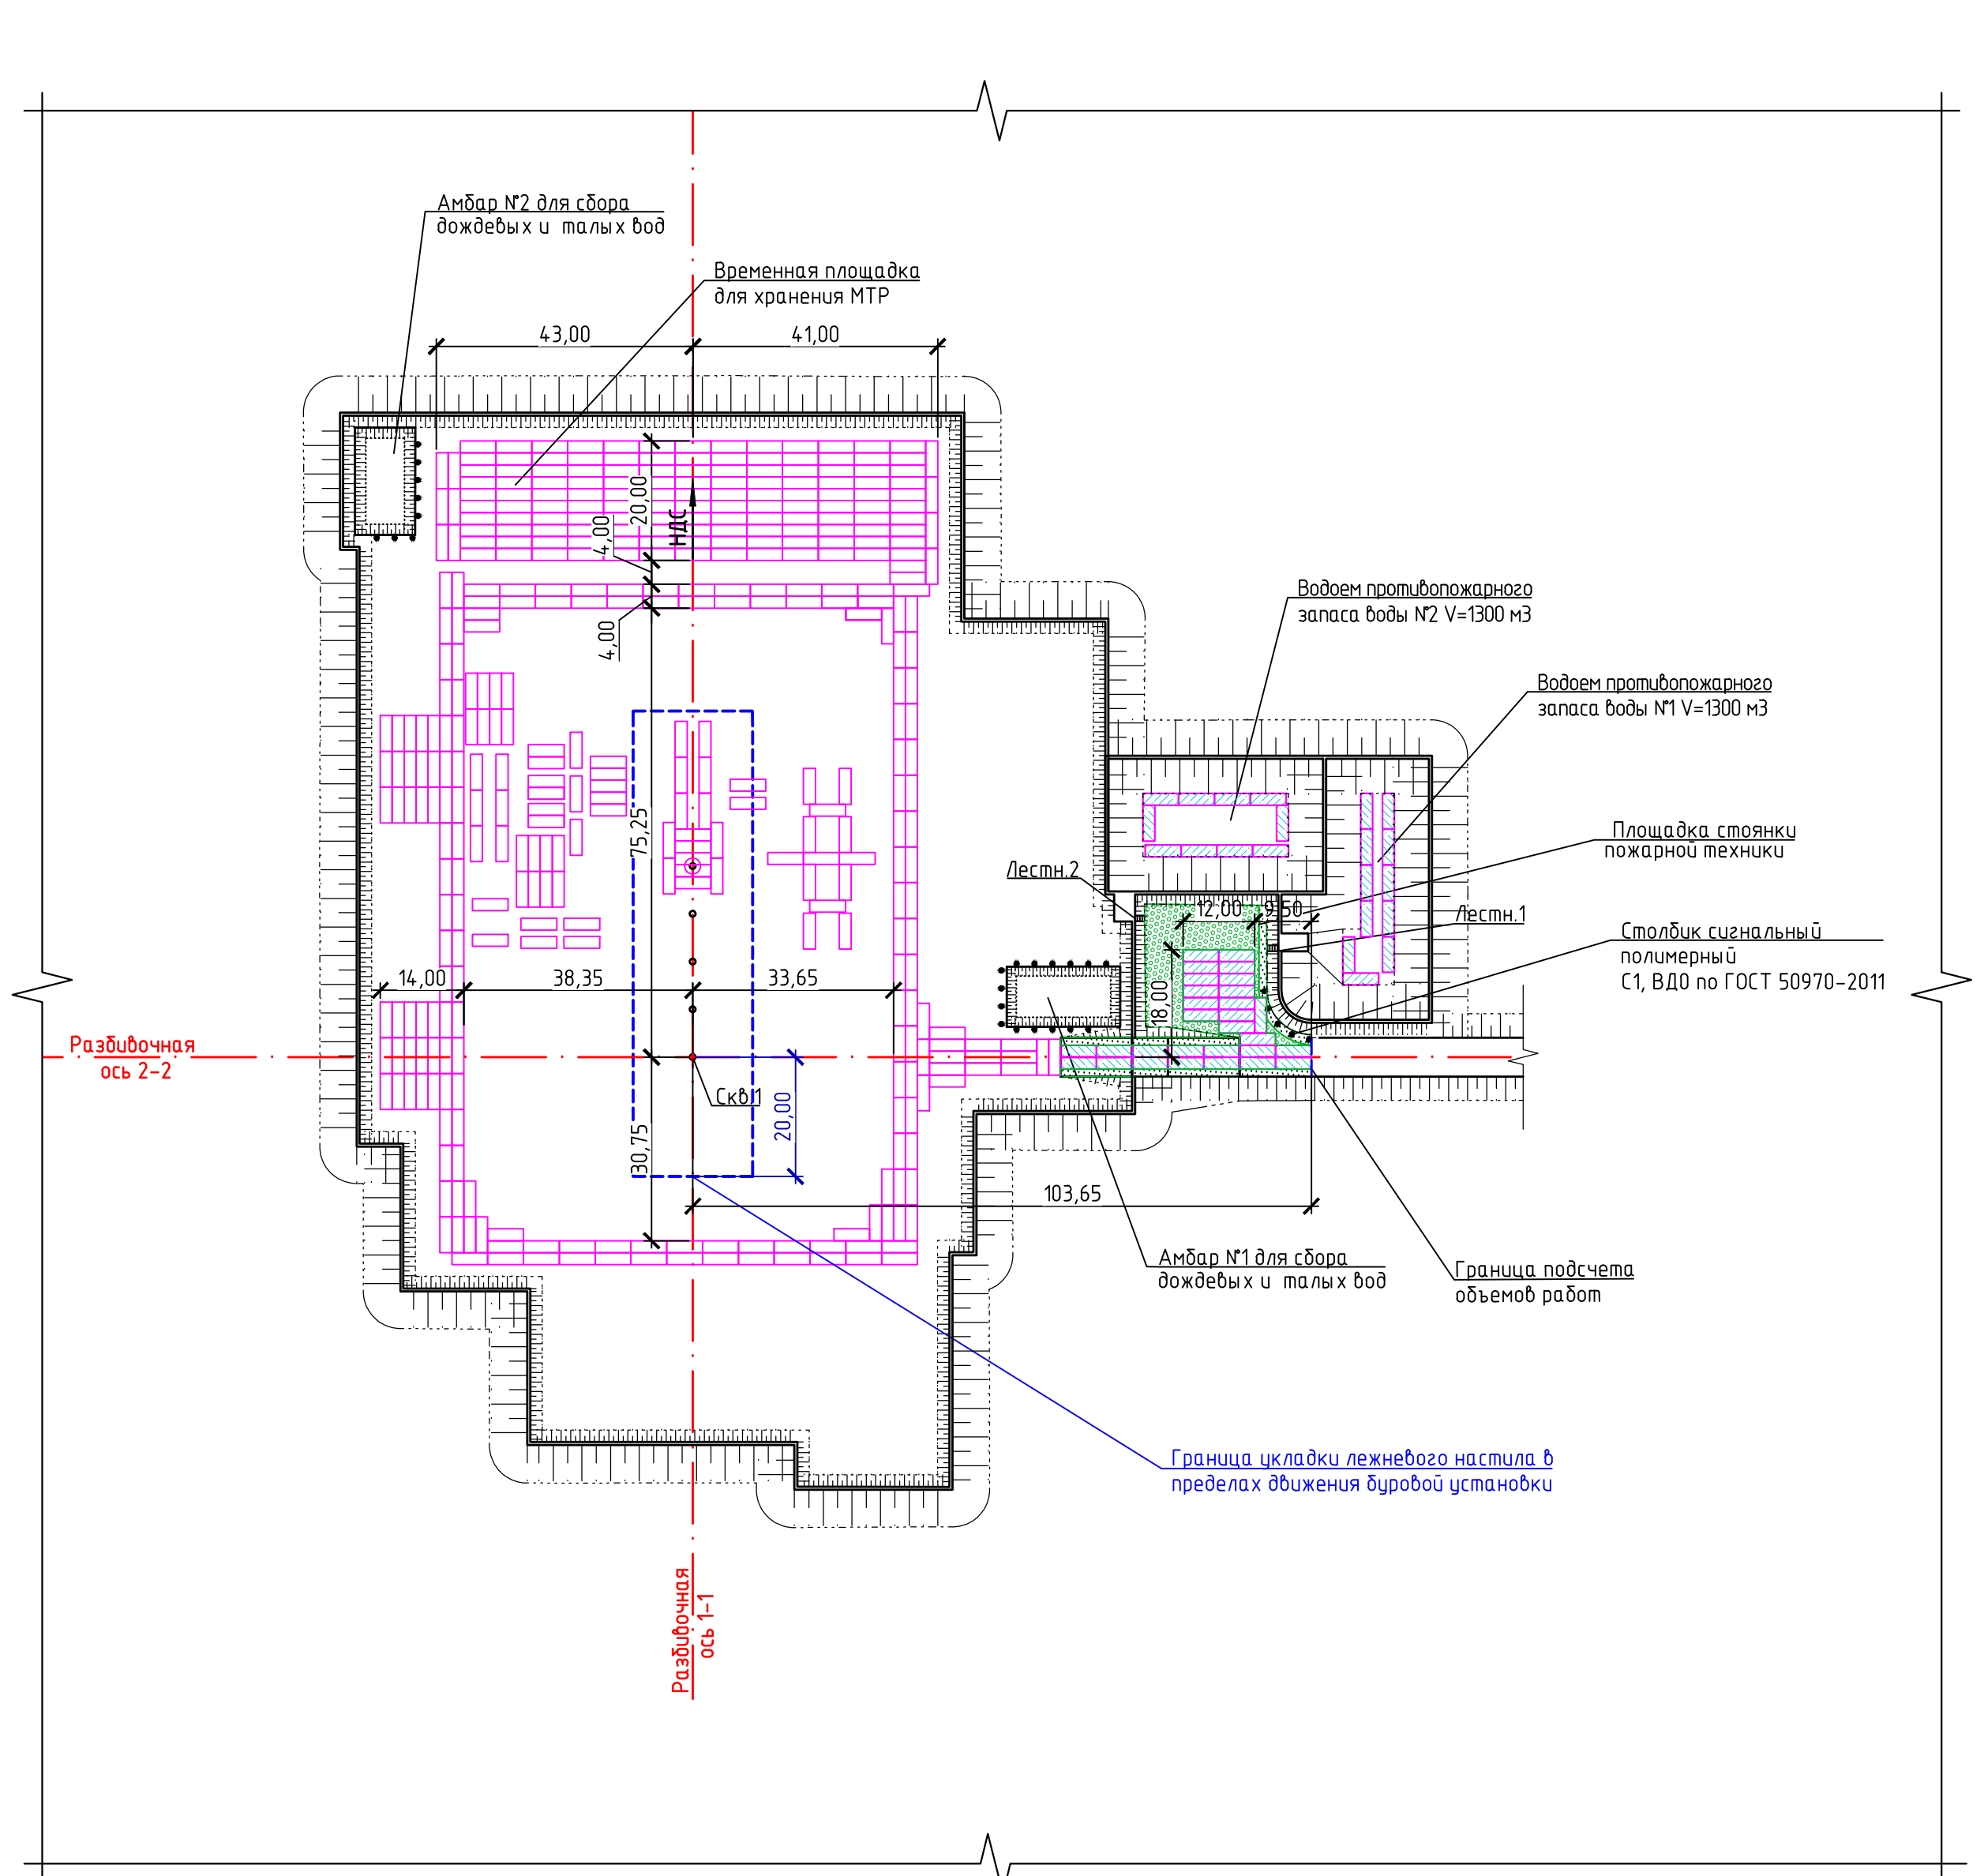 Амбар №2 для сбора
дождевых и талых вод
Временная площадка
для хранения МТР
43,00
41,00
20,00
4,00
НДС
4,00
Водоем противопожарного
запаса воды №2 V=1300 м3
Водоем противопожарного
запаса воды №1 V=1300 м3
Площадка стоянки
пожарной техники
75,25
Лестн.2
12,00
9,50
Лестн.1
Столбик сигнальный
полимерный
С1, ВД0 по ГОСТ 50970-2011
14,00
38,35
33,65
18,00
Разбивочная
ось 2-2
Скв.1
20,00
30,75
103,65
Амбар №1 для сбора
дождевых и талых вод
Граница подсчета
объемов работ
Граница укладки лежневого настила в
пределах движения буровой установки
Разбивочная
ось 1-1